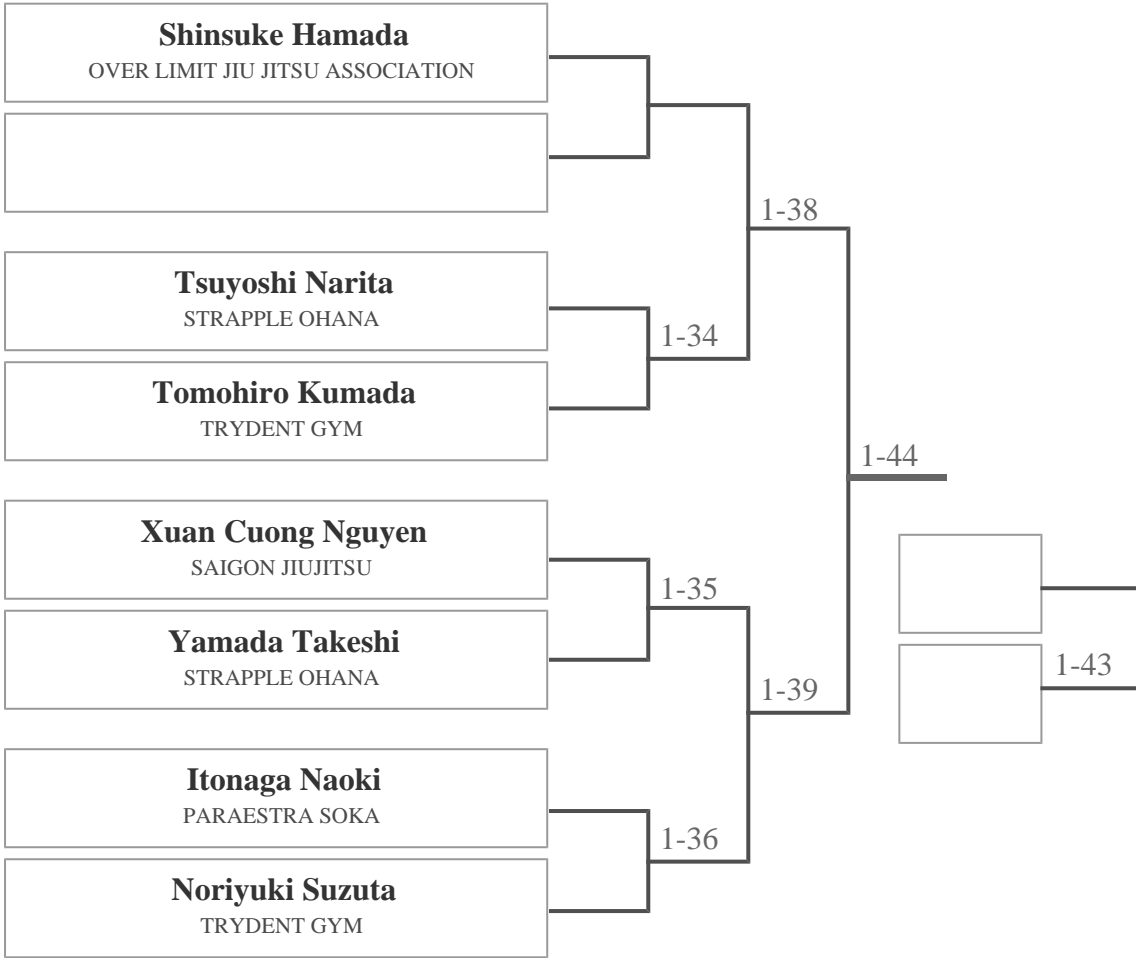 Shinsuke Hamada
OVER LIMIT JIU JITSU ASSOCIATION
1-38
Tsuyoshi Narita
STRAPPLE OHANA
1-34
Tomohiro Kumada
TRYDENT GYM
1-44
Xuan Cuong Nguyen
SAIGON JIUJITSU
1-35
Yamada Takeshi
STRAPPLE OHANA
1-43
1-39
Itonaga Naoki
PARAESTRA SOKA
1-36
Noriyuki Suzuta
TRYDENT GYM